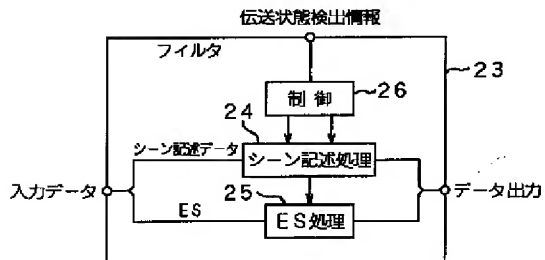 伝送状態検出情報
フィルタ
23
制御
26
24
シーン記述データ
シーン記述処理
入力データ
データ出力
25
ES
ES処理